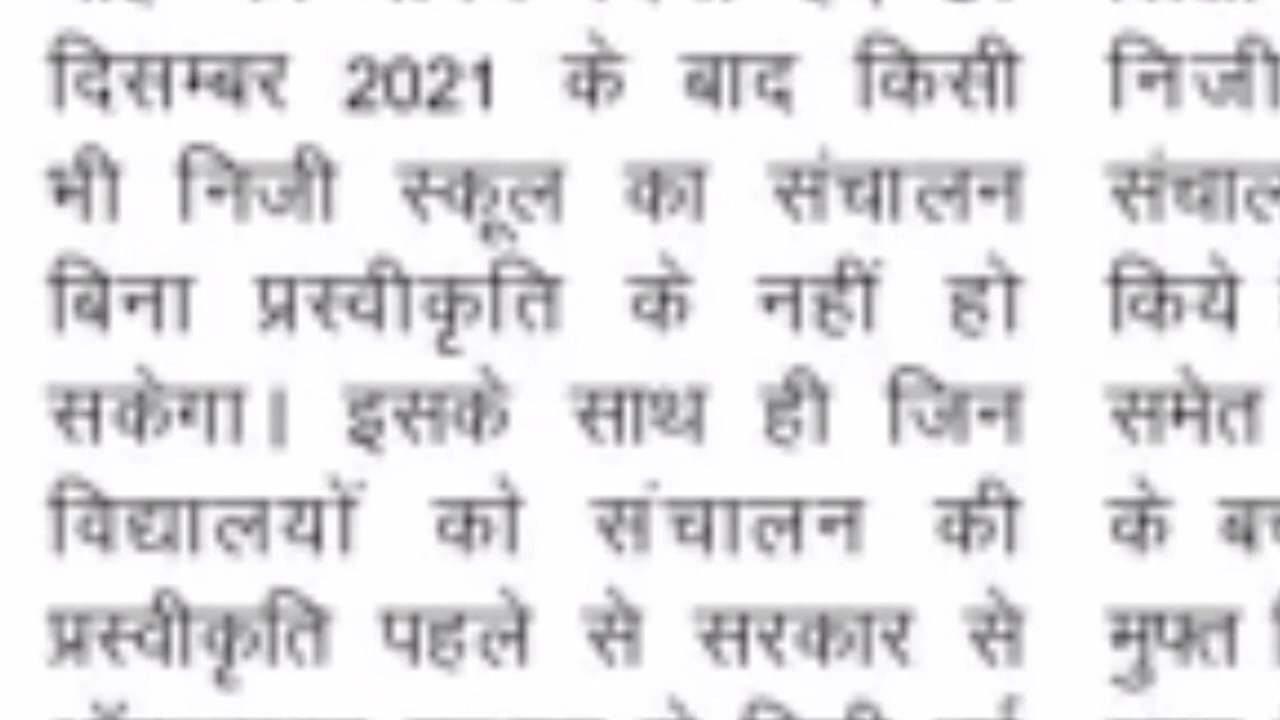 दिसम्बर 2021 के बाद किसी
भी निजी स्कूल का संचालन
बिना प्रस्वीकृति के नहीं हो
सकेगा। इसके साथ ही जिन
विद्यालयों को संचालन की
प्रस्वीकृति पहले से सरकार से
निजी
किये
समेत
के
मुफ्त